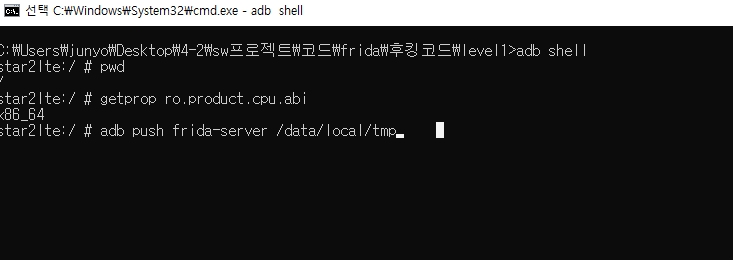 선택 C:₩Windows₩System32₩cmd.exe - adb  shell
C:₩Users₩junyo₩Desktop₩4-2₩sw프로젝트₩코드₩frida₩후킹코드₩level1>adb shell
star2lte:/ # pwd
/
star2lte:/ # getprop ro.product.cpu.abi
x86_64
star2lte:/ # adb push frida-server /data/local/tmp